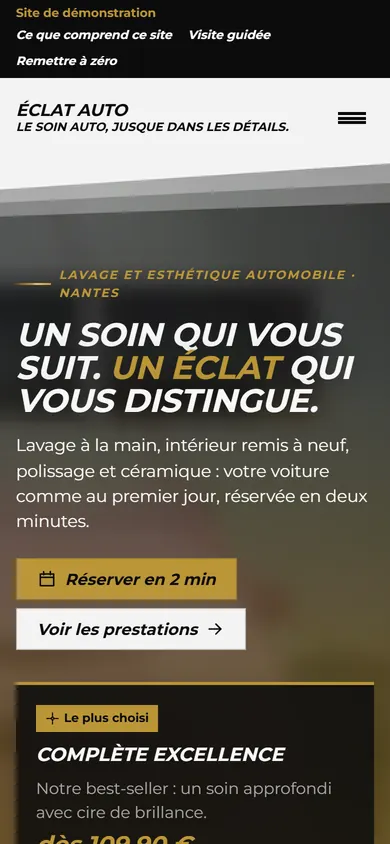 Site de démonstration
Ce que comprend ce site Visite guidée
Remettre à zéro
ÉCLAT AUTO
LE SOIN AUTO, JUSQUE DANS LES DÉTAILS.
LAVAGE ET ESTHÉTIQUE AUTOMOBILE ·
NANTES
UN SOIN QUI VOUS
SUIT. UN ÉCLAT QUI
VOUS DISTINGUE.
Lavage à la main, intérieur remis à neuf,
polissage et céramique : votre voiture
comme au premier jour, réservée en deux
minutes.
Réserver en 2 min
Voir les prestations →
Le plus choisi
COMPLÈTE EXCELLENCE
Notre best-seller : un soin approfondi
avec cire de brillance.
dès 109,90 €